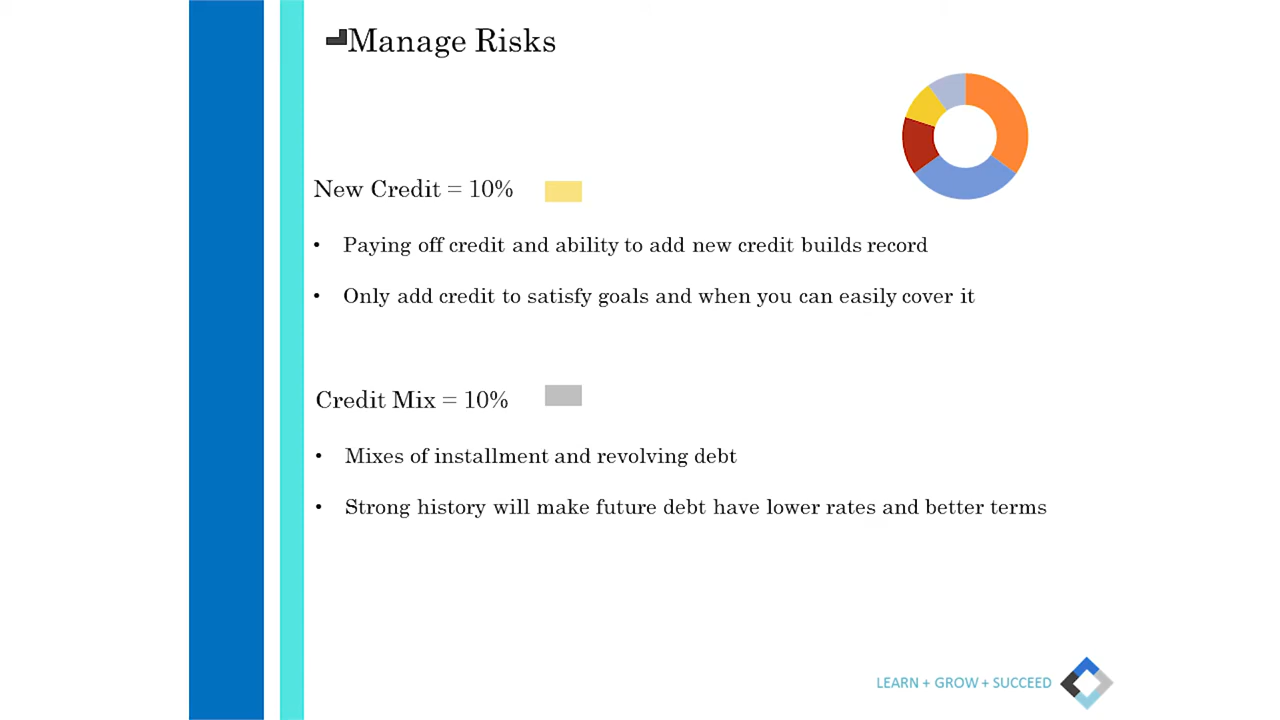 Manage Risks
New Credit = 10%
• Paying off credit and ability to add new credit builds record
• Only add credit to satisfy goals and when you can easily cover it
Credit Mix = 10%
• Mixes of installment and revolving debt
• Strong history will make future debt have lower rates and better terms
LEARN + GROW + SUCCEED